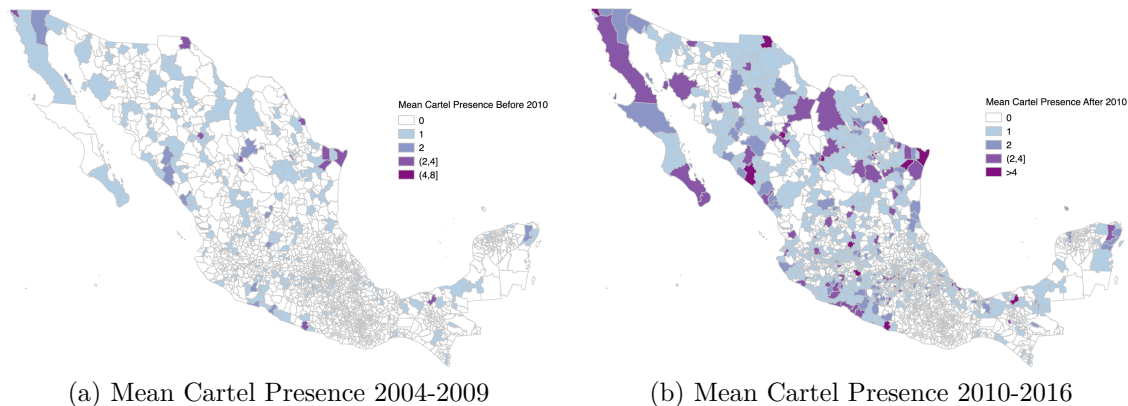 Mean Cartel Presence Before 2010
0
1
2
(2,4]
(4,8]
Mean Cartel Presence After 2010
0
1
2
(2,4]
>4
(a) Mean Cartel Presence 2004-2009
(b) Mean Cartel Presence 2010-2016